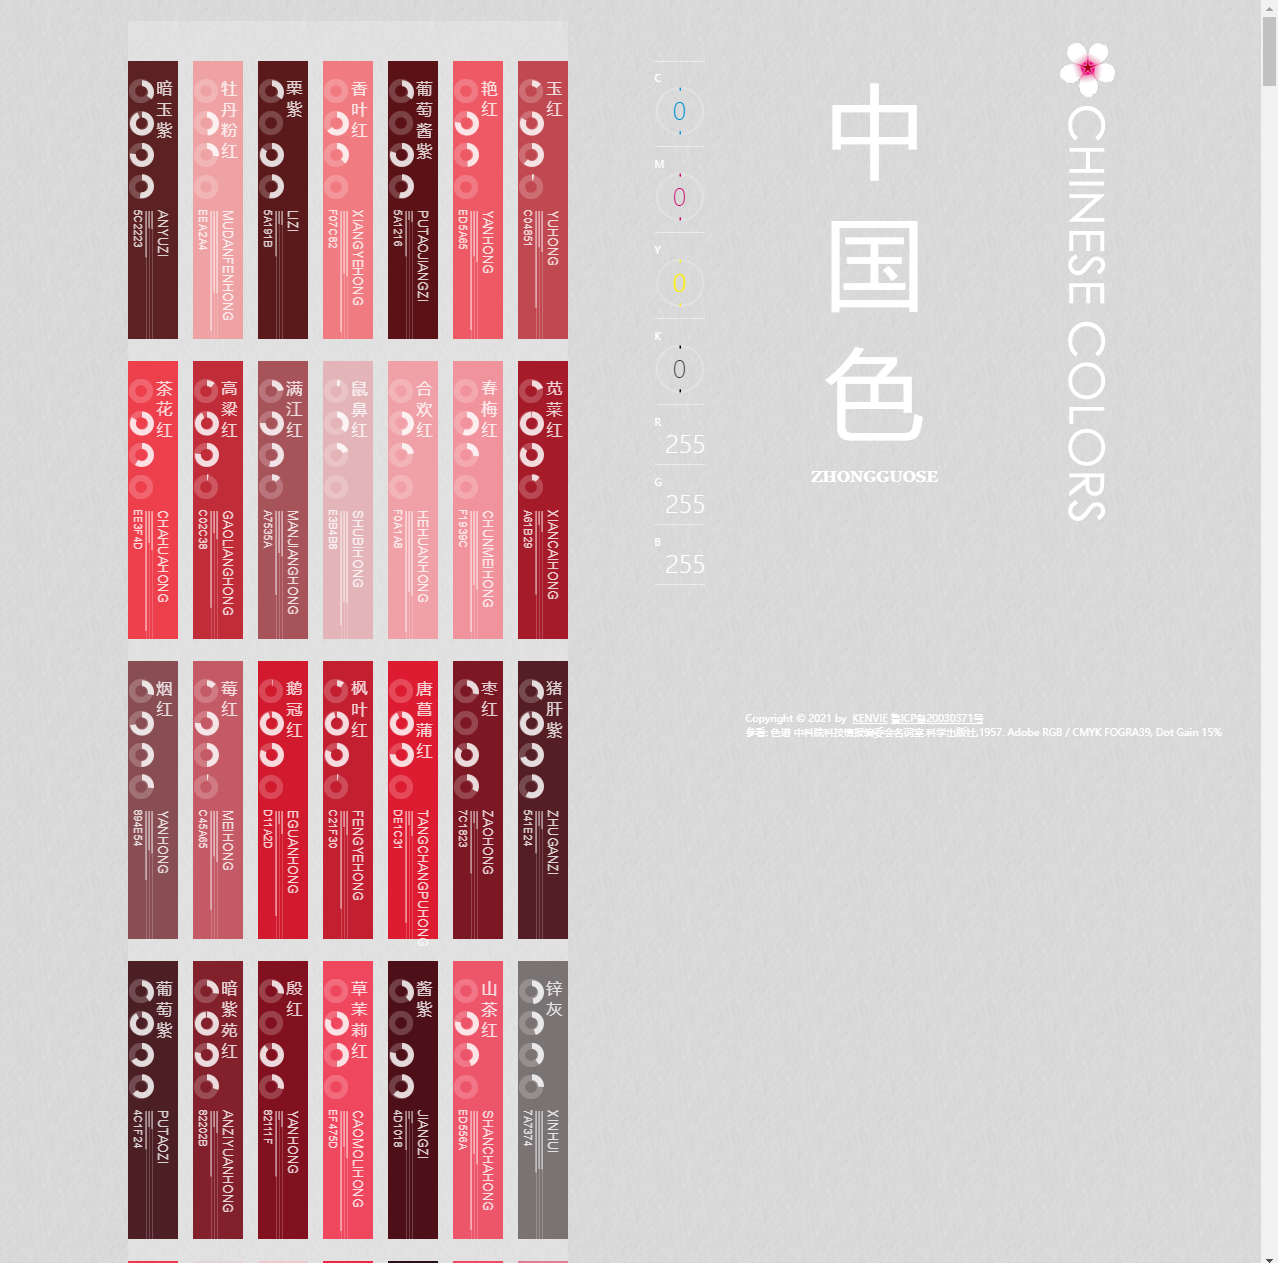 暗玉紫
ANYUZI
5C2223
牡丹粉红
MUDANFENHONG
EEA2A4
栗紫
LIZI
5A191B
香叶红
XIANGYEHONG
F07C82
葡萄酱紫
PUTAOJIANGZI
5A1216
艳红
YANHONG
ED5A65
玉红
YUHONG
C04851
茶花红
CHAHUAHONG
EE3F4D
高粱红
GAOLIANGHONG
C02C38
满江红
MANJIANGHONG
A7535A
鼠鼻红
SHUBIHONG
E3B4B8
合欢红
HEHUANHONG
F0A1A8
春梅红
CHUNMEIHONG
F1939C
苋菜红
XIANCAIHONG
A61B29
烟红
YANHONG
894E54
莓红
MEIHONG
C45A65
鹅冠红
EGUANHONG
D11A2D
枫叶红
FENGYEHONG
C21F30
唐菖蒲红
TANGCHANGPUHONG
DE1C31
枣红
ZAOHONG
7C1823
猪肝紫
ZHUGANZI
541E24
葡萄紫
PUTAOZI
4C1F24
暗紫苑红
ANZIYUANHONG
82202B
殷红
YANHONG
82111F
草茉莉红
CAOMOLIHONG
EF475D
酱紫
JIANGZI
4D1018
山茶红
SHANCHAHONG
ED556A
锌灰
XINHUI
7A7374
C
0
M
0
Y
0
K
0
R
255
G
255
B
255
中国色
ZHONGGUOSE
CHINESE COLORS
Copyright © 2021 by KENVIE 鲁ICP备20030371号
参看: 色谱 中科院科技情报编委会名词室.科学出版社,1957. Adobe RGB / CMYK FOGRA39, Dot Gain 15%